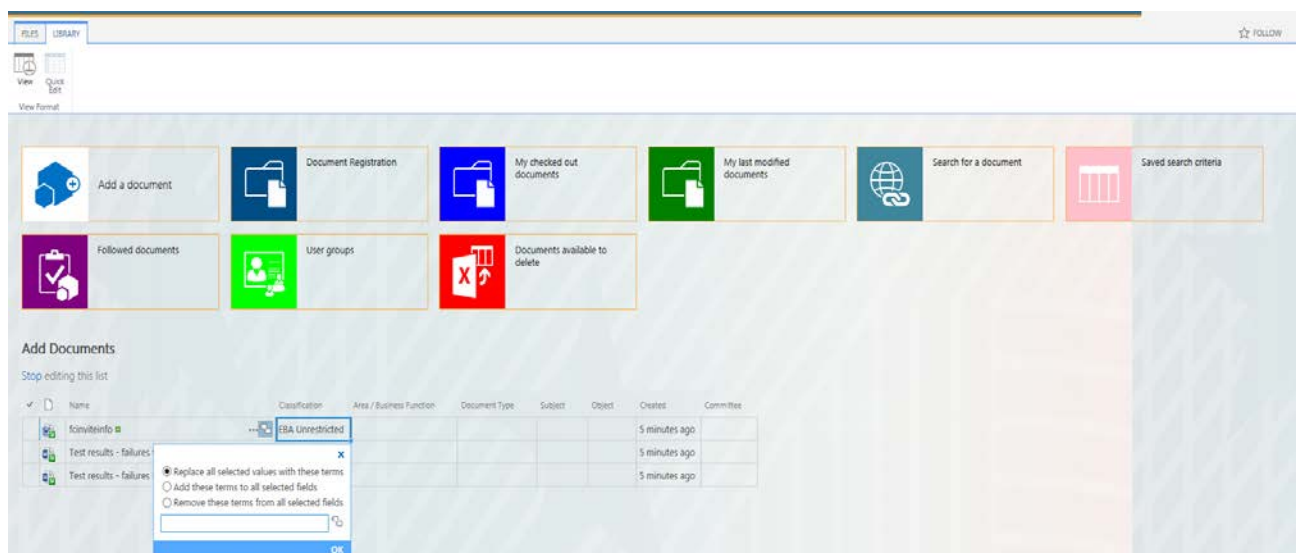 FILES LIBRARY
FOLLOW
View Quick Edit
View Format
Add a document
Document Registration
My checked out
documents
My last modified
documents
Search for a document
Saved search criteria
Followed documents
User groups
Documents available to
delete
Add Documents
Stop editing this list
Name Classification Area / Business Function Document Type Subject Object Created Committee
fcinviteinfo ... EBA Unrestricted 5 minutes ago
Test results - failures 5 minutes ago
Test results - failures 5 minutes ago
Replace all selected values with these terms
Add these terms to all selected fields
Remove these terms from all selected fields
OK